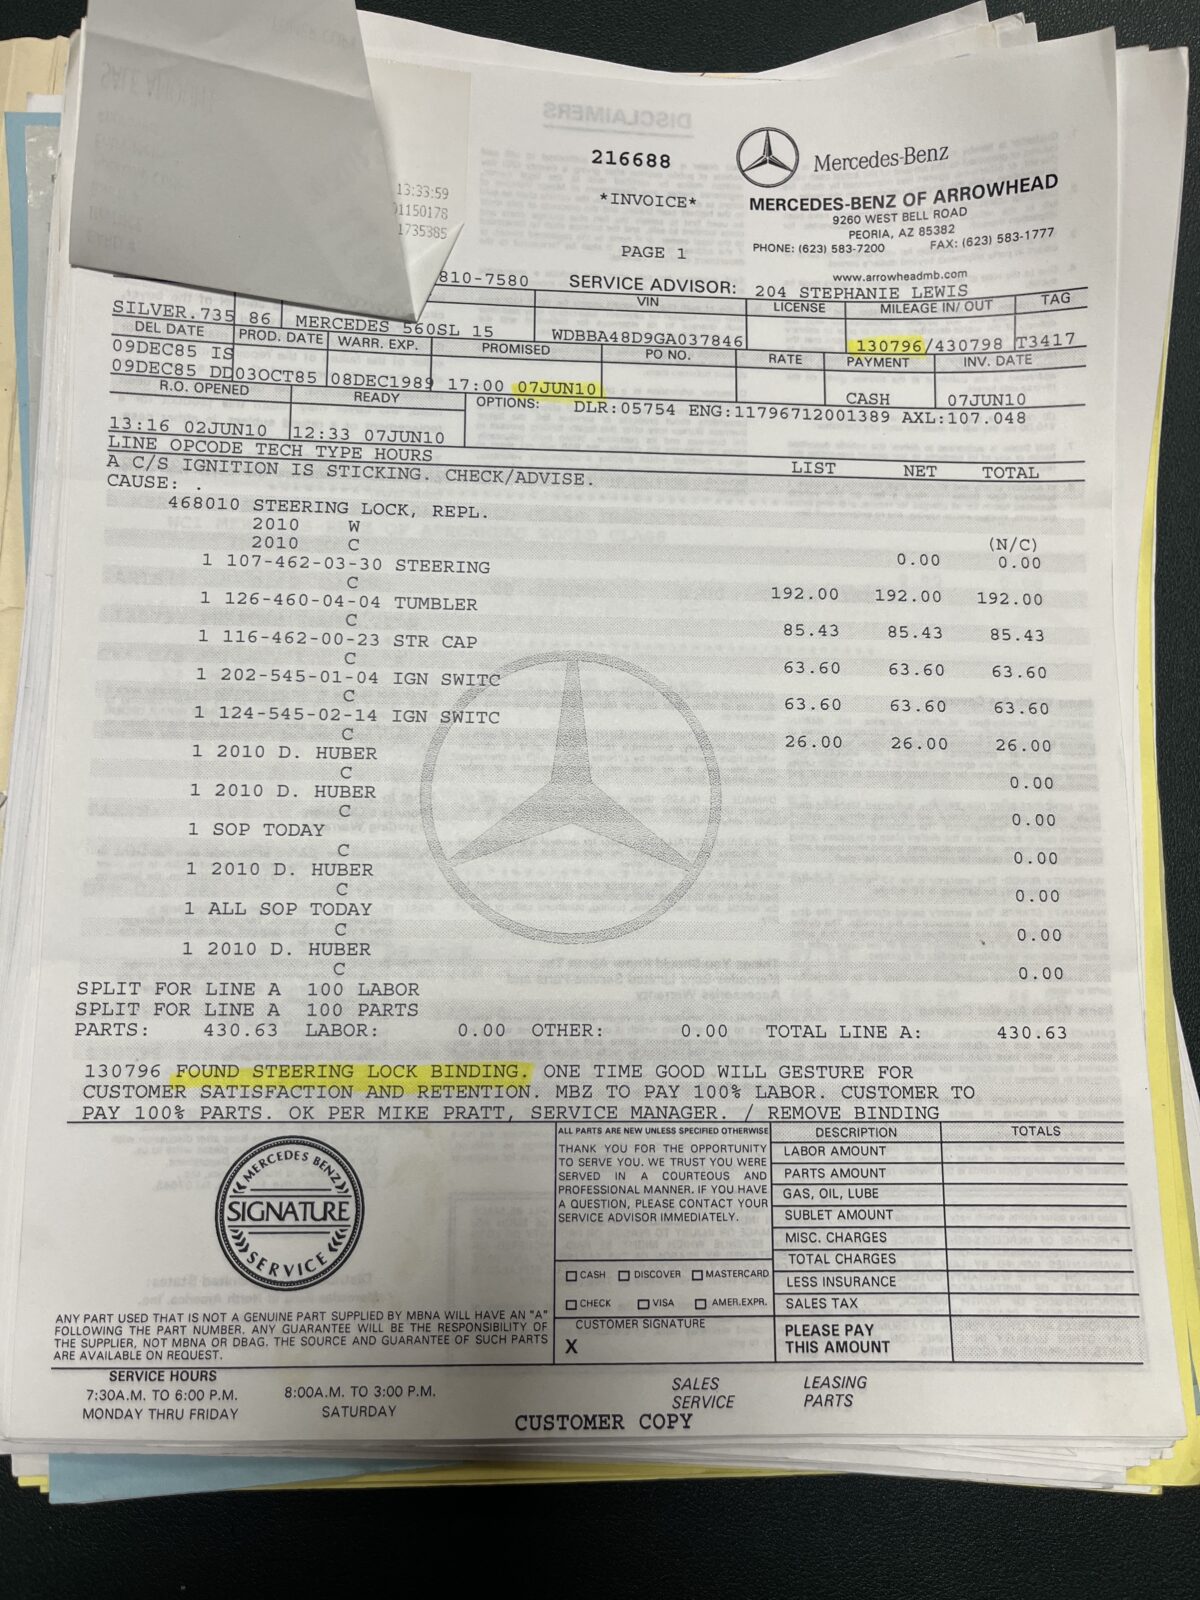 13:33:59
01150178
1735385
DISCLAIMERS
216688
*INVOICE*
PAGE 1
Mercedes-Benz
MERCEDES-BENZ OF ARROWHEAD
9260 WEST BELL ROAD
PEORIA, AZ 85382
PHONE: (623) 583-7200 FAX: (623) 583-1777
www.arrowheadmb.com
810-7580 SERVICE ADVISOR: 204 STEPHANIE LEWIS
VIN LICENSE MILEAGE IN/ OUT TAG
SILVER.735 86 MERCEDES 560SL 15 WDBBA48D9GA037846 130796/430798 T3417
DEL DATE PROD. DATE WARR. EXP. PROMISED PO NO. RATE PAYMENT INV. DATE
09DEC85 IS
09DEC85 DD 03OCT85 08DEC1989 17:00 07JUN10 CASH 07JUN10
R.O. OPENED READY OPTIONS: DLR:05754 ENG:11796712001389 AXL:107.048
13:16 02JUN10 12:33 07JUN10
LINE OPCODE TECH TYPE HOURS LIST NET TOTAL
A C/S IGNITION IS STICKING. CHECK/ADVISE.
CAUSE: .
468010 STEERING LOCK, REPL.
2010 W
2010 C (N/C)
1 107-462-03-30 STEERING 0.00 0.00
C
1 126-460-04-04 TUMBLER 192.00 192.00 192.00
C
1 116-462-00-23 STR CAP 85.43 85.43 85.43
C
1 202-545-01-04 IGN SWITC 63.60 63.60 63.60
C
1 124-545-02-14 IGN SWITC 63.60 63.60 63.60
C
1 2010 D. HUBER 26.00 26.00 26.00
C
1 2010 D. HUBER 0.00
C
1 SOP TODAY 0.00
C
1 2010 D. HUBER 0.00
C
1 ALL SOP TODAY 0.00
C
1 2010 D. HUBER 0.00
C 0.00
SPLIT FOR LINE A 100 LABOR
SPLIT FOR LINE A 100 PARTS
PARTS: 430.63 LABOR: 0.00 OTHER: 0.00 TOTAL LINE A: 430.63
130796 FOUND STEERING LOCK BINDING. ONE TIME GOOD WILL GESTURE FOR
CUSTOMER SATISFACTION AND RETENTION. MBZ TO PAY 100% LABOR. CUSTOMER TO
PAY 100% PARTS. OK PER MIKE PRATT, SERVICE MANAGER. / REMOVE BINDING
MERCEDES BENZ
SIGNATURE
SERVICE
ALL PARTS ARE NEW UNLESS SPECIFIED OTHERWISE
THANK YOU FOR THE OPPORTUNITY
TO SERVE YOU. WE TRUST YOU WERE
SERVED IN A COURTEOUS AND
PROFESSIONAL MANNER. IF YOU HAVE
A QUESTION, PLEASE CONTACT YOUR
SERVICE ADVISOR IMMEDIATELY.
CASH DISCOVER MASTERCARD
CHECK VISA AMER.EXPR.
CUSTOMER SIGNATURE
X
DESCRIPTION TOTALS
LABOR AMOUNT
PARTS AMOUNT
GAS, OIL, LUBE
SUBLET AMOUNT
MISC. CHARGES
TOTAL CHARGES
LESS INSURANCE
SALES TAX
PLEASE PAY
THIS AMOUNT
ANY PART USED THAT IS NOT A GENUINE PART SUPPLIED BY MBNA WILL HAVE AN "A"
FOLLOWING THE PART NUMBER. ANY GUARANTEE WILL BE THE RESPONSIBILITY OF
THE SUPPLIER, NOT MBNA OR DBAG. THE SOURCE AND GUARANTEE OF SUCH PARTS
ARE AVAILABLE ON REQUEST.
SERVICE HOURS
7:30A.M. TO 6:00 P.M. 8:00A.M. TO 3:00 P.M.
MONDAY THRU FRIDAY SATURDAY
SALES LEASING
SERVICE PARTS
CUSTOMER COPY